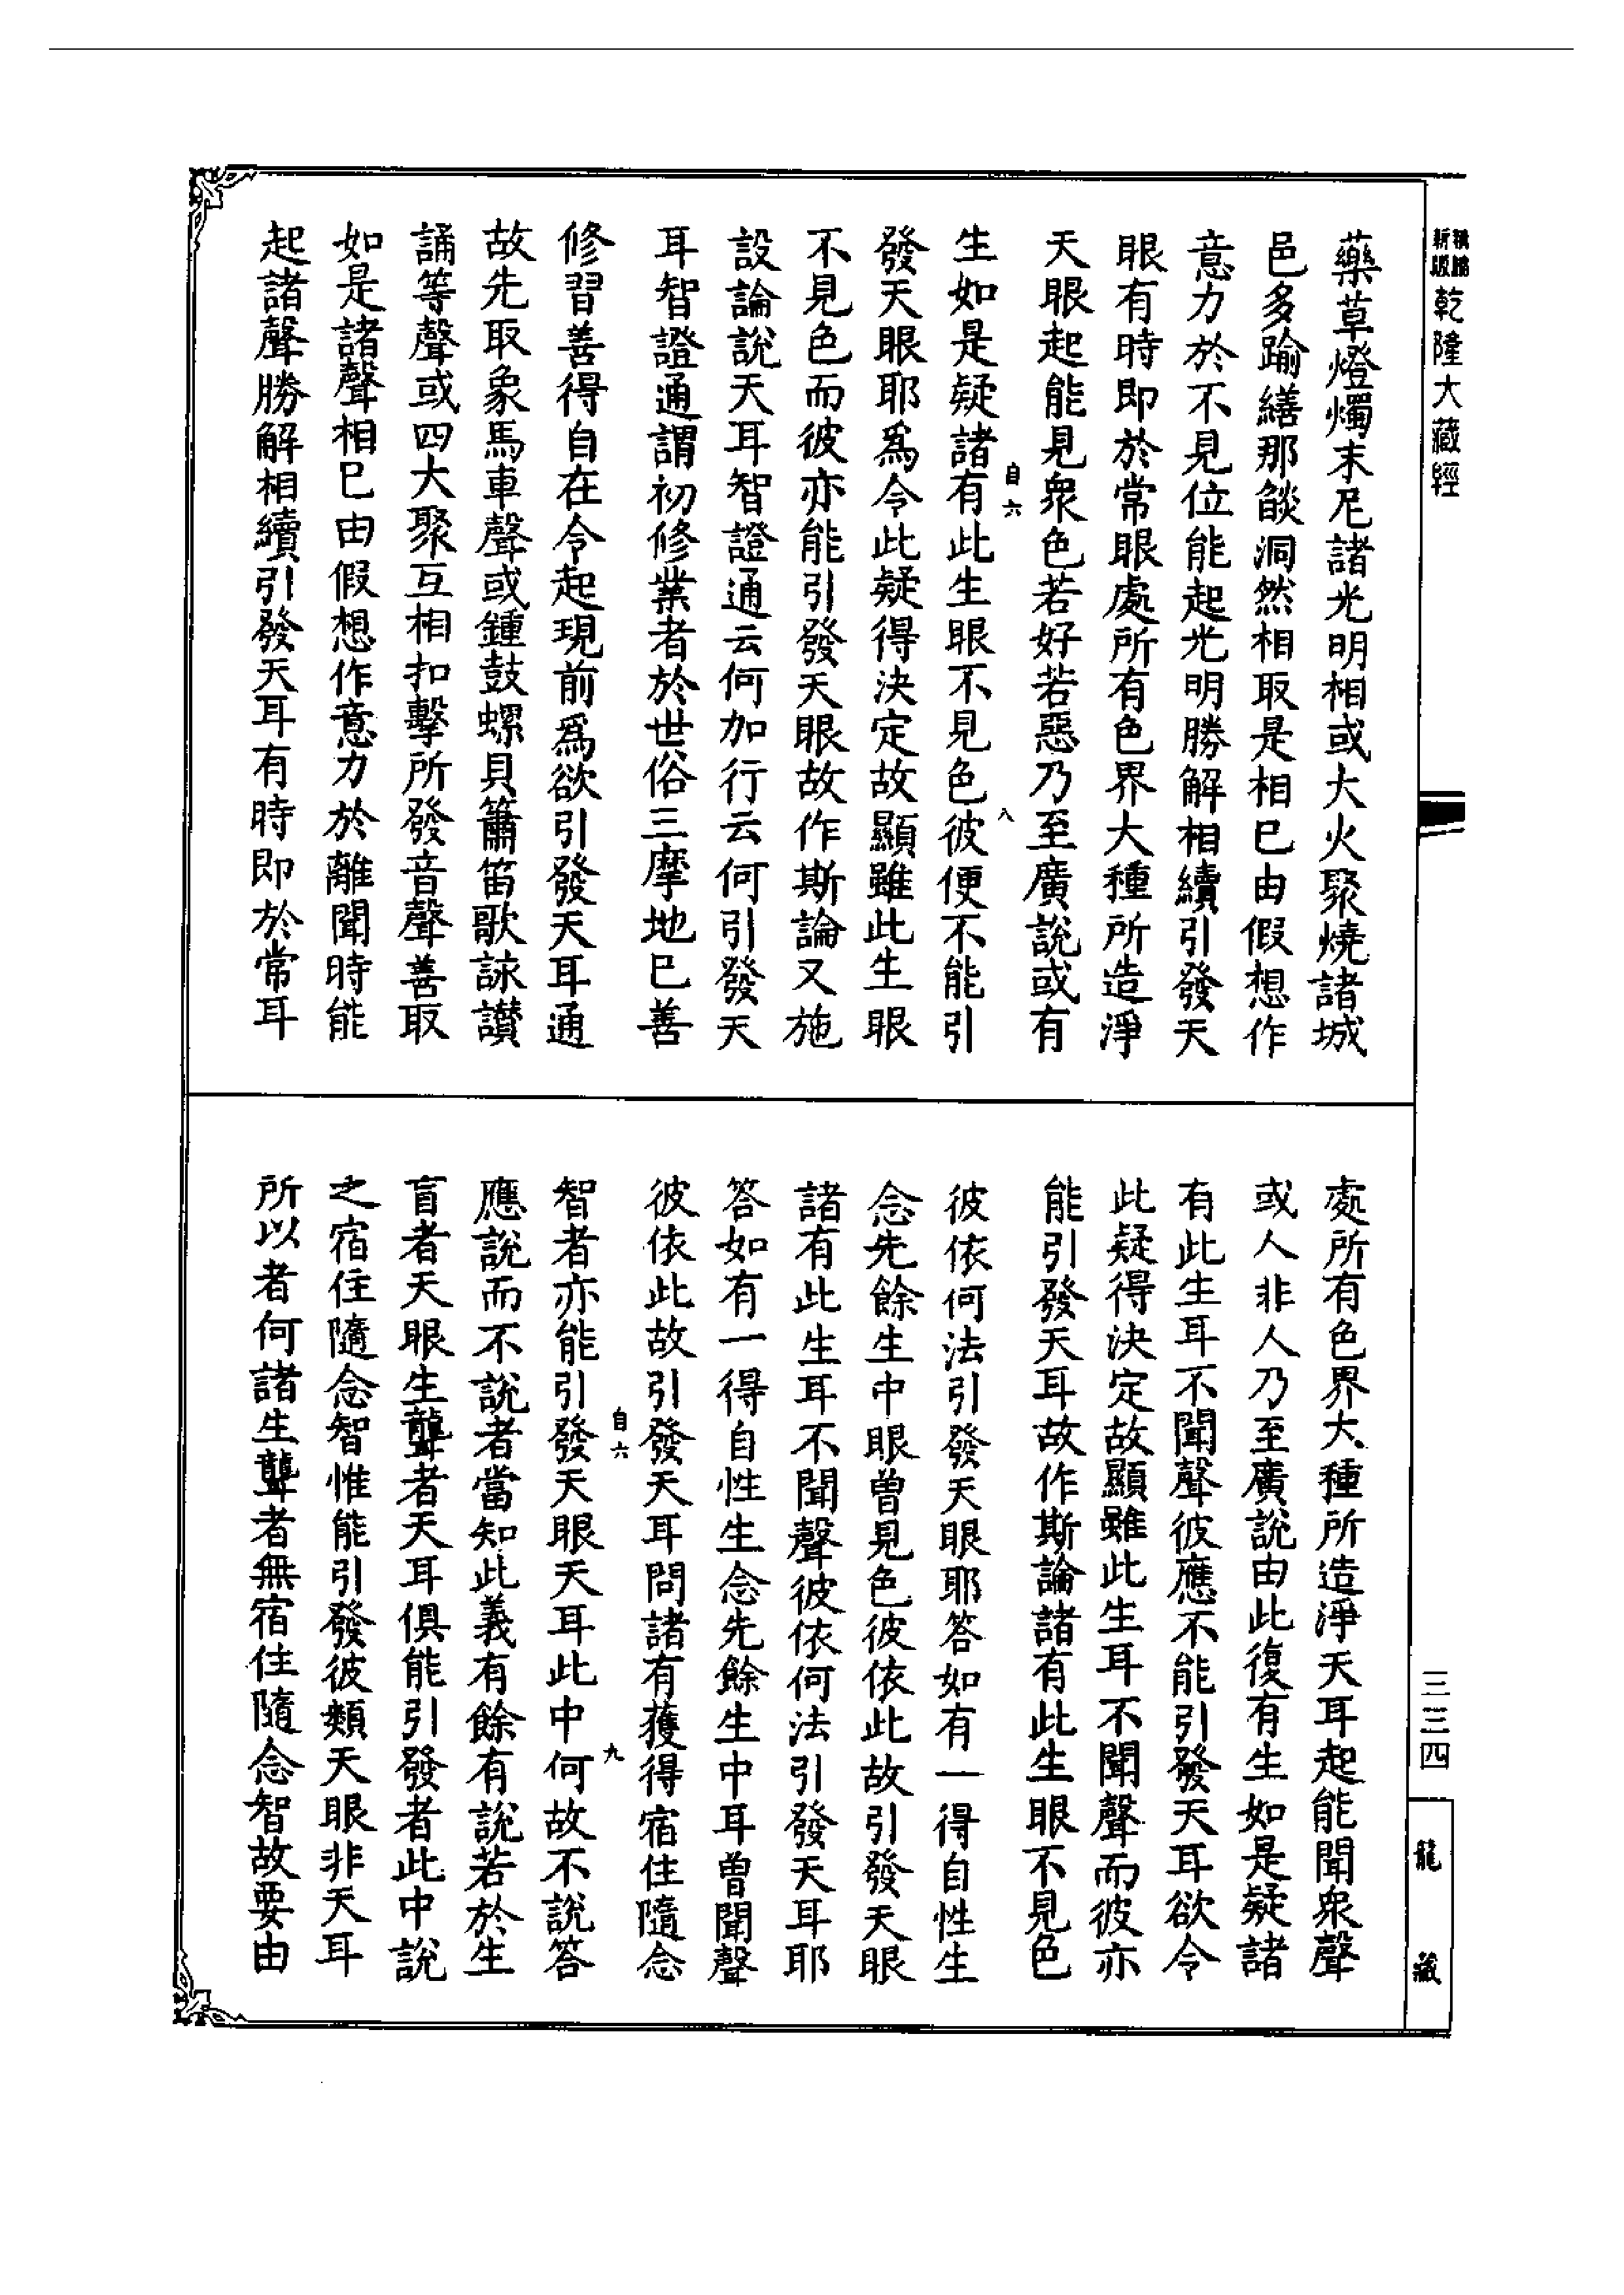 精編
新版
乾隆大藏經
藥草燈燭末尼諸光明相或大火聚燒諸城
邑多踰繕那燄洞然相取是相已由假想作
意力於不見位能起光明勝解相續引發天
眼有時即於常眼處所有色界大種所造淨
天眼起能見衆色若好若惡乃至廣說或有
自六
八
生如是疑諸有此生眼不見色彼便不能引
發天眼耶爲令此疑得決定故顯雖此生眼
不見色而彼亦能引發天眼故作斯論又施
設論說天耳智證通云何加行云何引發天
耳智證通謂初修業者於世俗三摩地已善
修習善得自在令起現前爲欲引發天耳通
故先取象馬車聲或鍾鼓螺貝簫笛歌詠讃
誦等聲或四大聚互相扣擊所發音聲善取
如是諸聲相已由假想作意力於離聞時能
起諸聲勝解相續引發天耳有時即於常耳
處所有色界大種所造淨天耳起能聞衆聲
或人非人乃至廣說由此復有生如是疑諸
有此生耳不聞聲彼應不能引發天耳欲令
此疑得決定故顯雖此生耳不聞聲而彼亦
能引發天耳故作斯論諸有此生眼不見色
彼依何法引發天眼耶答如有一得自性生
念先餘生中眼曾見色彼依此故引發天眼
諸有此生耳不聞聲彼依何法引發天耳耶
答如有一得自性生念先餘生中耳曾聞聲
彼依此故引發天耳問諸有獲得宿住隨念
自六
九
智者亦能引發天眼天耳此中何故不說答
應說而不說者當知此義有餘有說若於生
盲者天眼生聾者天耳俱能引發者此中說
之宿住隨念智惟能引發彼類天眼非天耳
所以者何諸生聾者無宿住隨念智故要由
三三四
龍藏